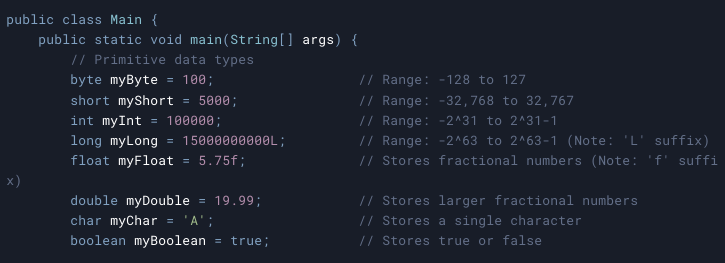 public class Main {
    public static void main(String[] args) {
        // Primitive data types
        byte myByte = 100;                  // Range: -128 to 127
        short myShort = 5000;               // Range: -32,768 to 32,767
        int myInt = 100000;                 // Range: -2^31 to 2^31-1
        long myLong = 15000000000L;         // Range: -2^63 to 2^63-1 (Note: 'L' suffix)
        float myFloat = 5.75f;              // Stores fractional numbers (Note: 'f' suffi
x)
        double myDouble = 19.99;            // Stores larger fractional numbers
        char myChar = 'A';                  // Stores a single character
        boolean myBoolean = true;           // Stores true or false